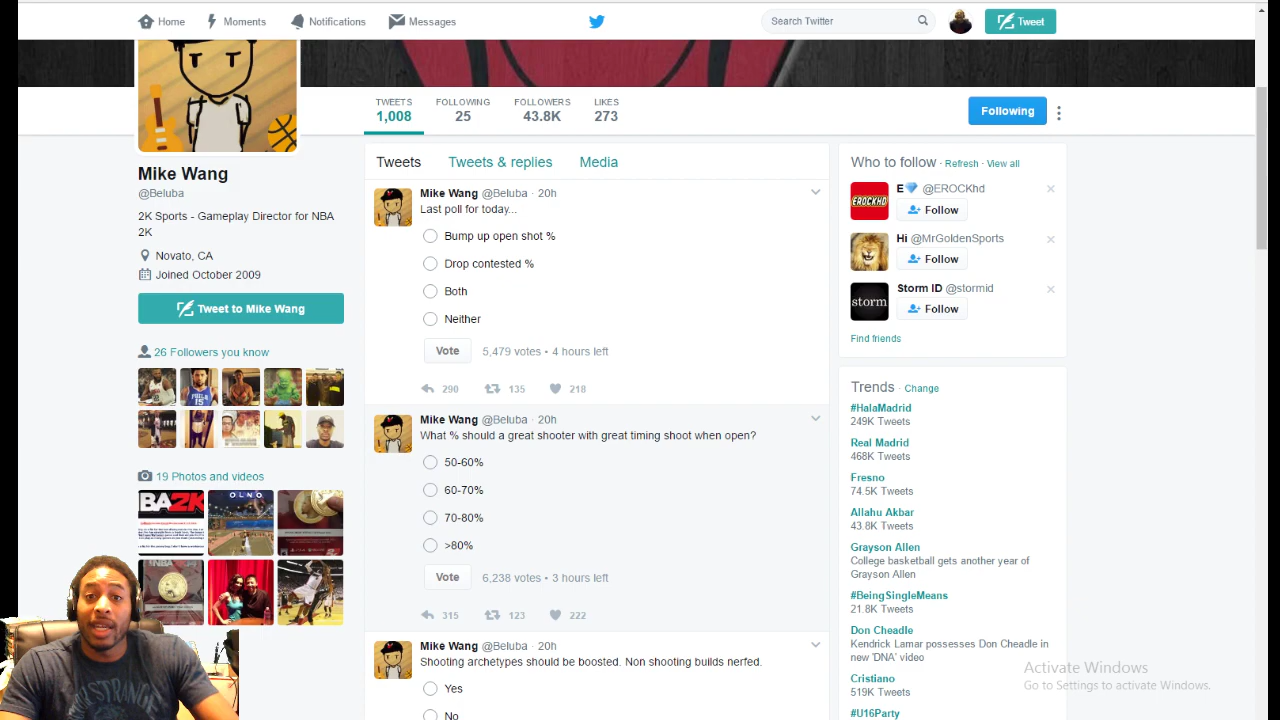 Home
Moments
Notifications
Messages
Search Twitter
Tweet
TWEETS
1,008
FOLLOWING
25
FOLLOWERS
43.8K
LIKES
273
Following
Mike Wang
@Beluba
2K Sports - Gameplay Director for NBA
2K
Novato, CA
Joined October 2009
Tweet to Mike Wang
26 Followers you know
19 Photos and videos
BA2K
OLNO
Tweets
Tweets & replies
Media
Mike Wang @Beluba · 20h
Last poll for today...
Bump up open shot %
Drop contested %
Both
Neither
Vote
5,479 votes • 4 hours left
290
135
218
Mike Wang @Beluba · 20h
What % should a great shooter with great timing shoot when open?
50-60%
60-70%
70-80%
>80%
Vote
6,238 votes • 3 hours left
315
123
222
Mike Wang @Beluba · 20h
Shooting archetypes should be boosted. Non shooting builds nerfed.
Yes
No
Who to follow · Refresh · View all
E💎 @EROCKhd
EROCKHD
Follow
Hi @MrGoldenSports
Follow
Storm ID @stormid
storm
Follow
Find friends
Trends · Change
#HalaMadrid
249K Tweets
Real Madrid
468K Tweets
Fresno
74.5K Tweets
Allahu Akbar
43.8K Tweets
Grayson Allen
College basketball gets another year of
Grayson Allen
#BeingSingleMeans
21.8K Tweets
Don Cheadle
Kendrick Lamar possesses Don Cheadle in
new 'DNA' video
Cristiano
519K Tweets
#U16Party
Activate Windows
Go to Settings to activate Windows.